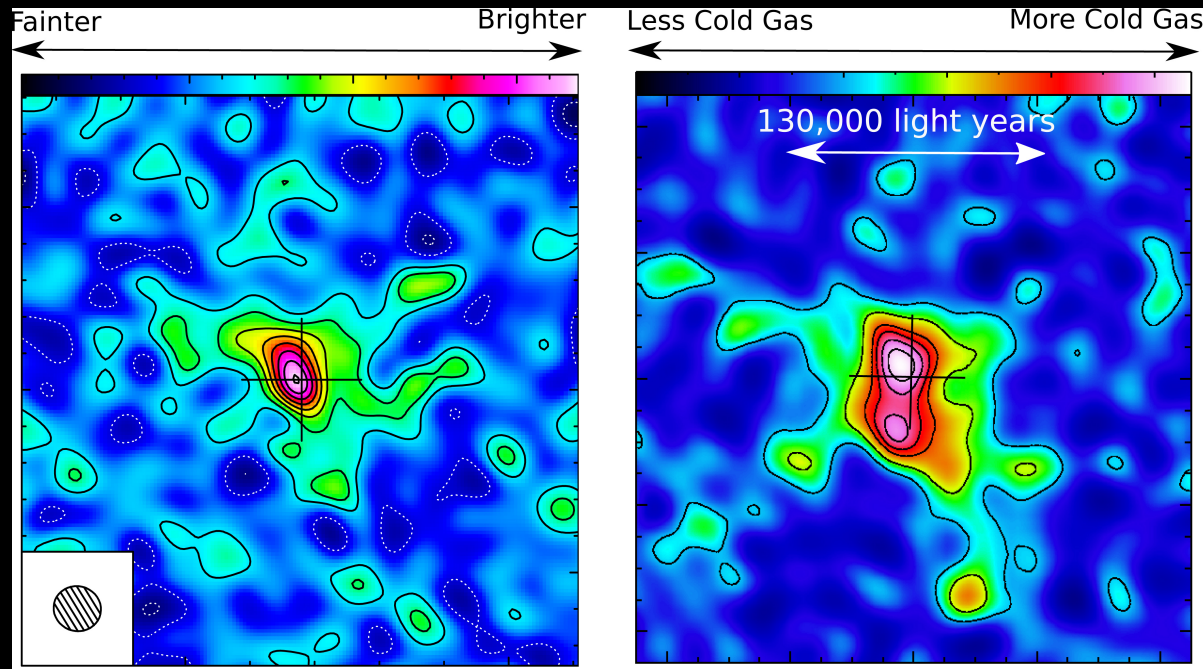 Fainter
Brighter
Less Cold Gas
More Cold Gas
130,000 light years